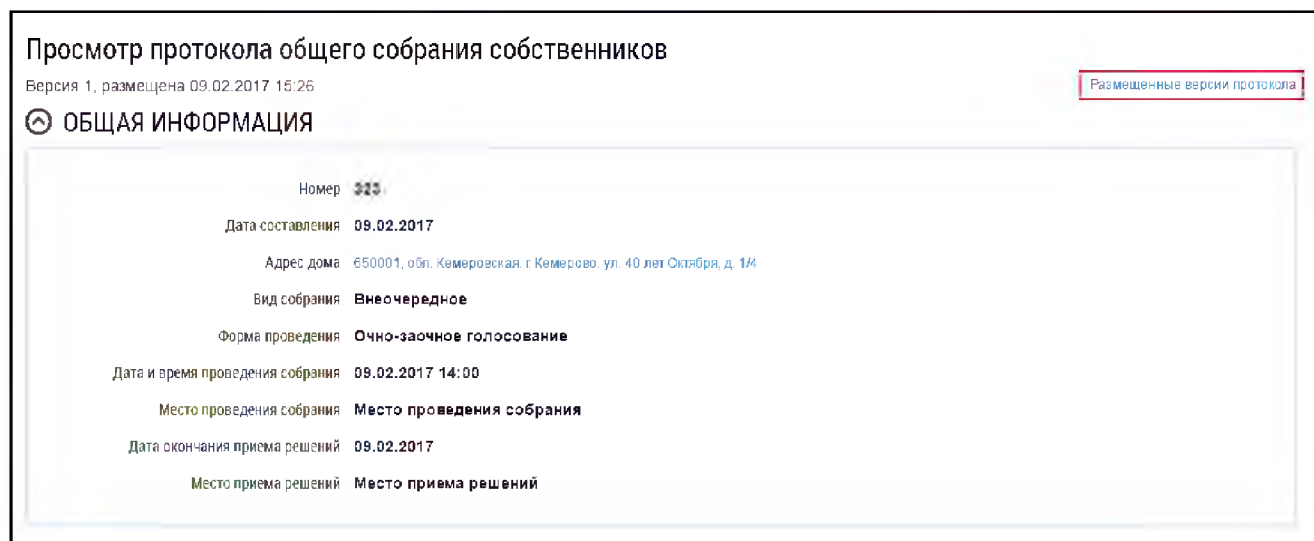 Просмотр протокола общего собрания собственников
Версия 1, размещена 09.02.2017 15:26
Размещенные версии протокола
ОБЩАЯ ИНФОРМАЦИЯ
Номер 323
Дата составления 09.02.2017
Адрес дома 650001, обл. Кемеровская, г. Кемерово, ул. 40 лет Октября, д. 1/4
Вид собрания Внеочередное
Форма проведения Очно-заочное голосование
Дата и время проведения собрания 09.02.2017 14:00
Место проведения собрания Место проведения собрания
Дата окончания приема решений 09.02.2017
Место приема решений Место приема решений